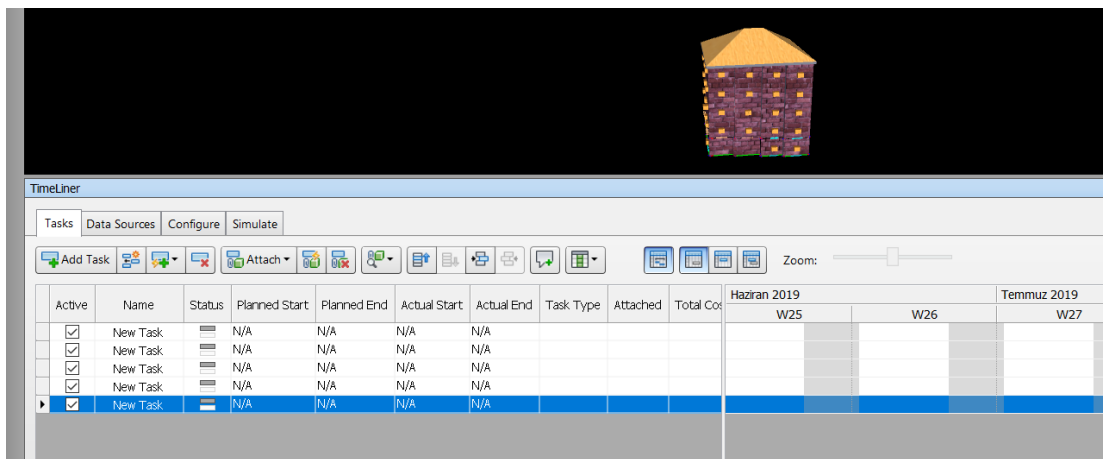 TimeLiner
Tasks Data Sources Configure Simulate
Add Task Attach Zoom:
Active Name Status Planned Start Planned End Actual Start Actual End Task Type Attached Total Cos Haziran 2019 Temmuz 2019
W25 W26 W27
New Task N/A N/A N/A N/A
New Task N/A N/A N/A N/A
New Task N/A N/A N/A N/A
New Task N/A N/A N/A N/A
New Task N/A N/A N/A N/A